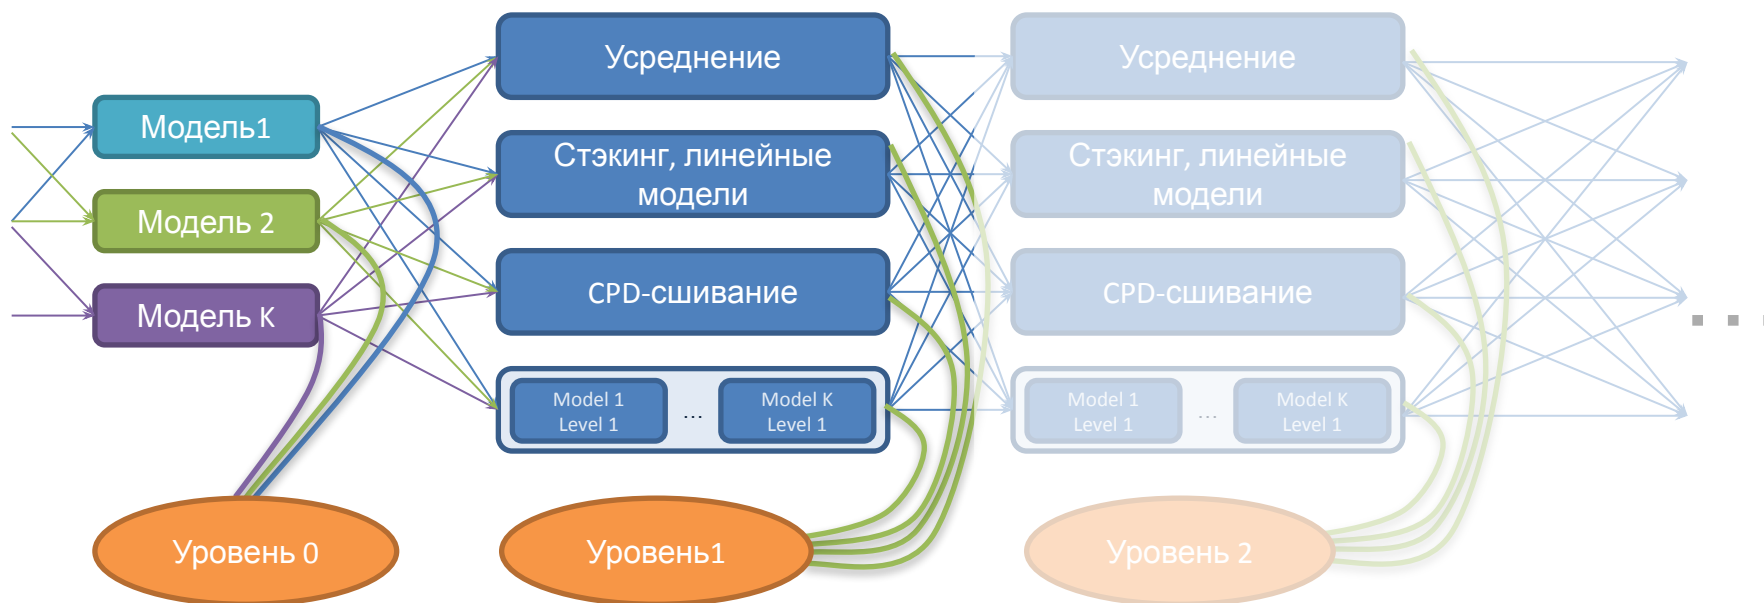 Модель1
Модель 2
Модель K
Уровень 0
Усреднение
Стэкинг, линейные
модели
CPD-сшивание
Model 1
Level 1
...
Model K
Level 1
Уровень1
Усреднение
Стэкинг, линейные
модели
CPD-сшивание
Model 1
Level 1
...
Model K
Level 1
Уровень 2
...